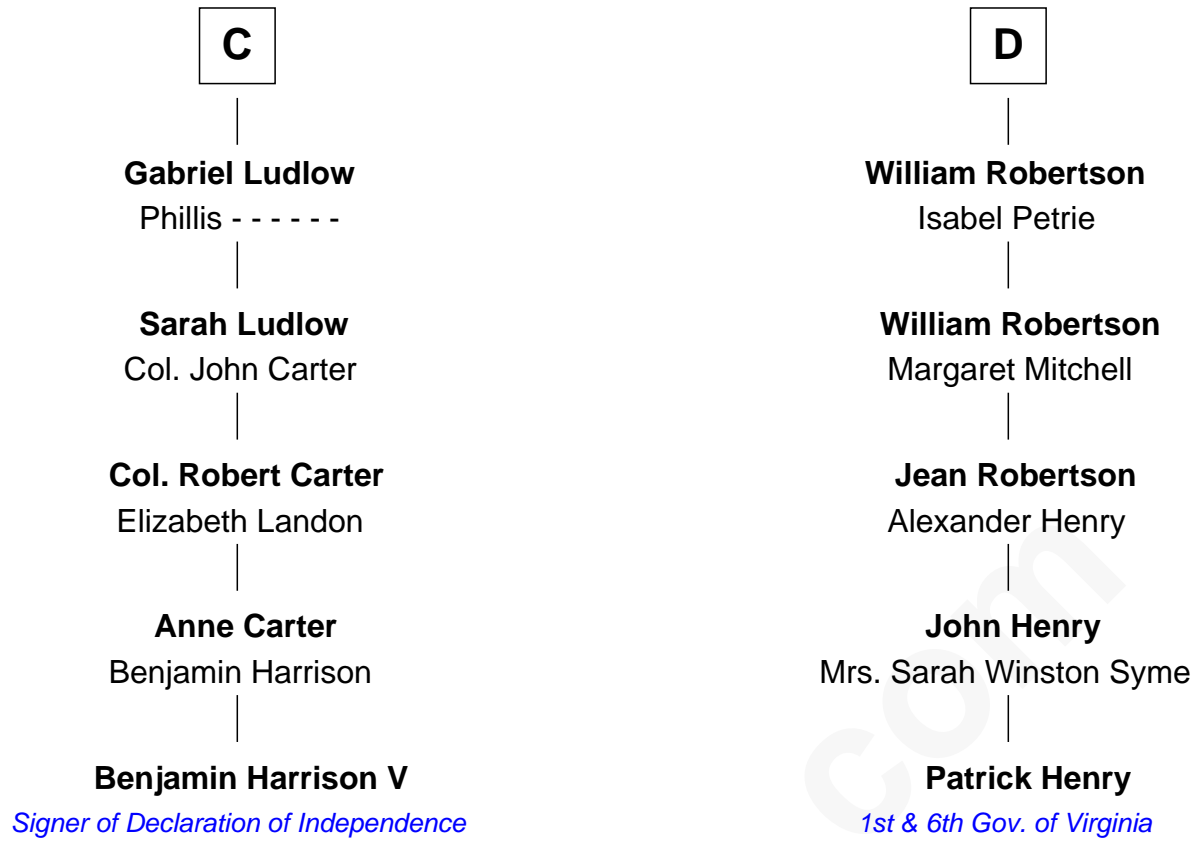 C
Gabriel Ludlow
Phillis - - - - - -
Sarah Ludlow
Col. John Carter
Col. Robert Carter
Elizabeth Landon
Anne Carter
Benjamin Harrison
Benjamin Harrison V
Signer of Declaration of Independence
D
William Robertson
Isabel Petrie
William Robertson
Margaret Mitchell
Jean Robertson
Alexander Henry
John Henry
Mrs. Sarah Winston Syme
Patrick Henry
1st & 6th Gov. of Virginia
com